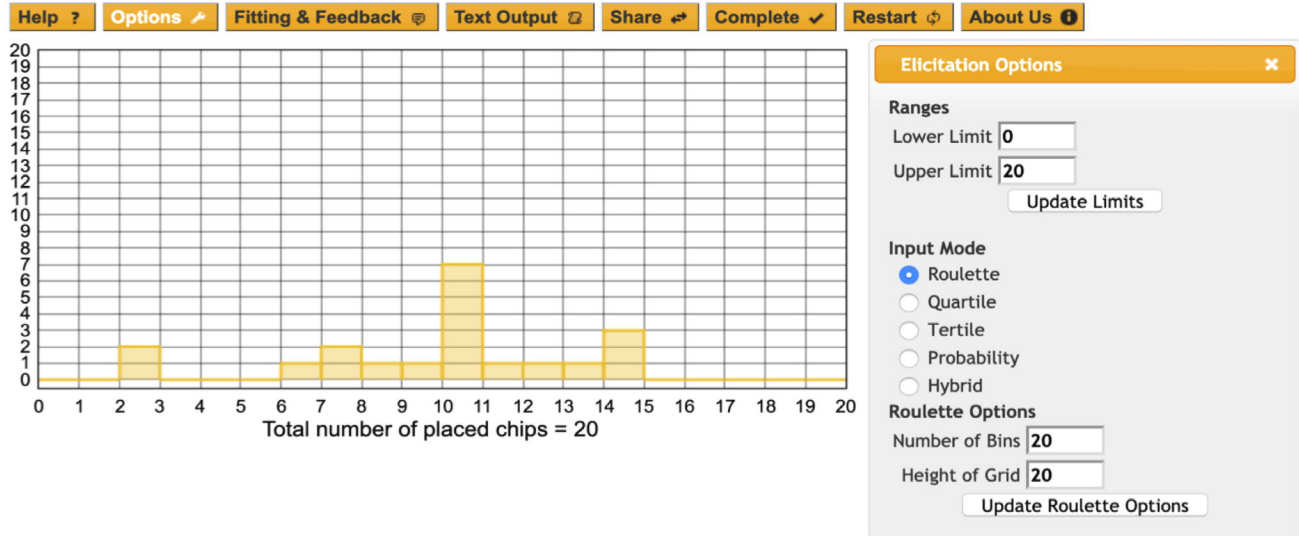 Help ?
Options
Fitting & Feedback
Text Output
Share
Complete
Restart
About Us
20
19
18
17
16
15
14
13
12
11
10
9
8
7
6
5
4
3
2
1
0
0 1 2 3 4 5 6 7 8 9 10 11 12 13 14 15 16 17 18 19 20
Total number of placed chips = 20
Elicitation Options
Ranges
Lower Limit 0
Upper Limit 20
Update Limits
Input Mode
Roulette
Quartile
Tertile
Probability
Hybrid
Roulette Options
Number of Bins 20
Height of Grid 20
Update Roulette Options